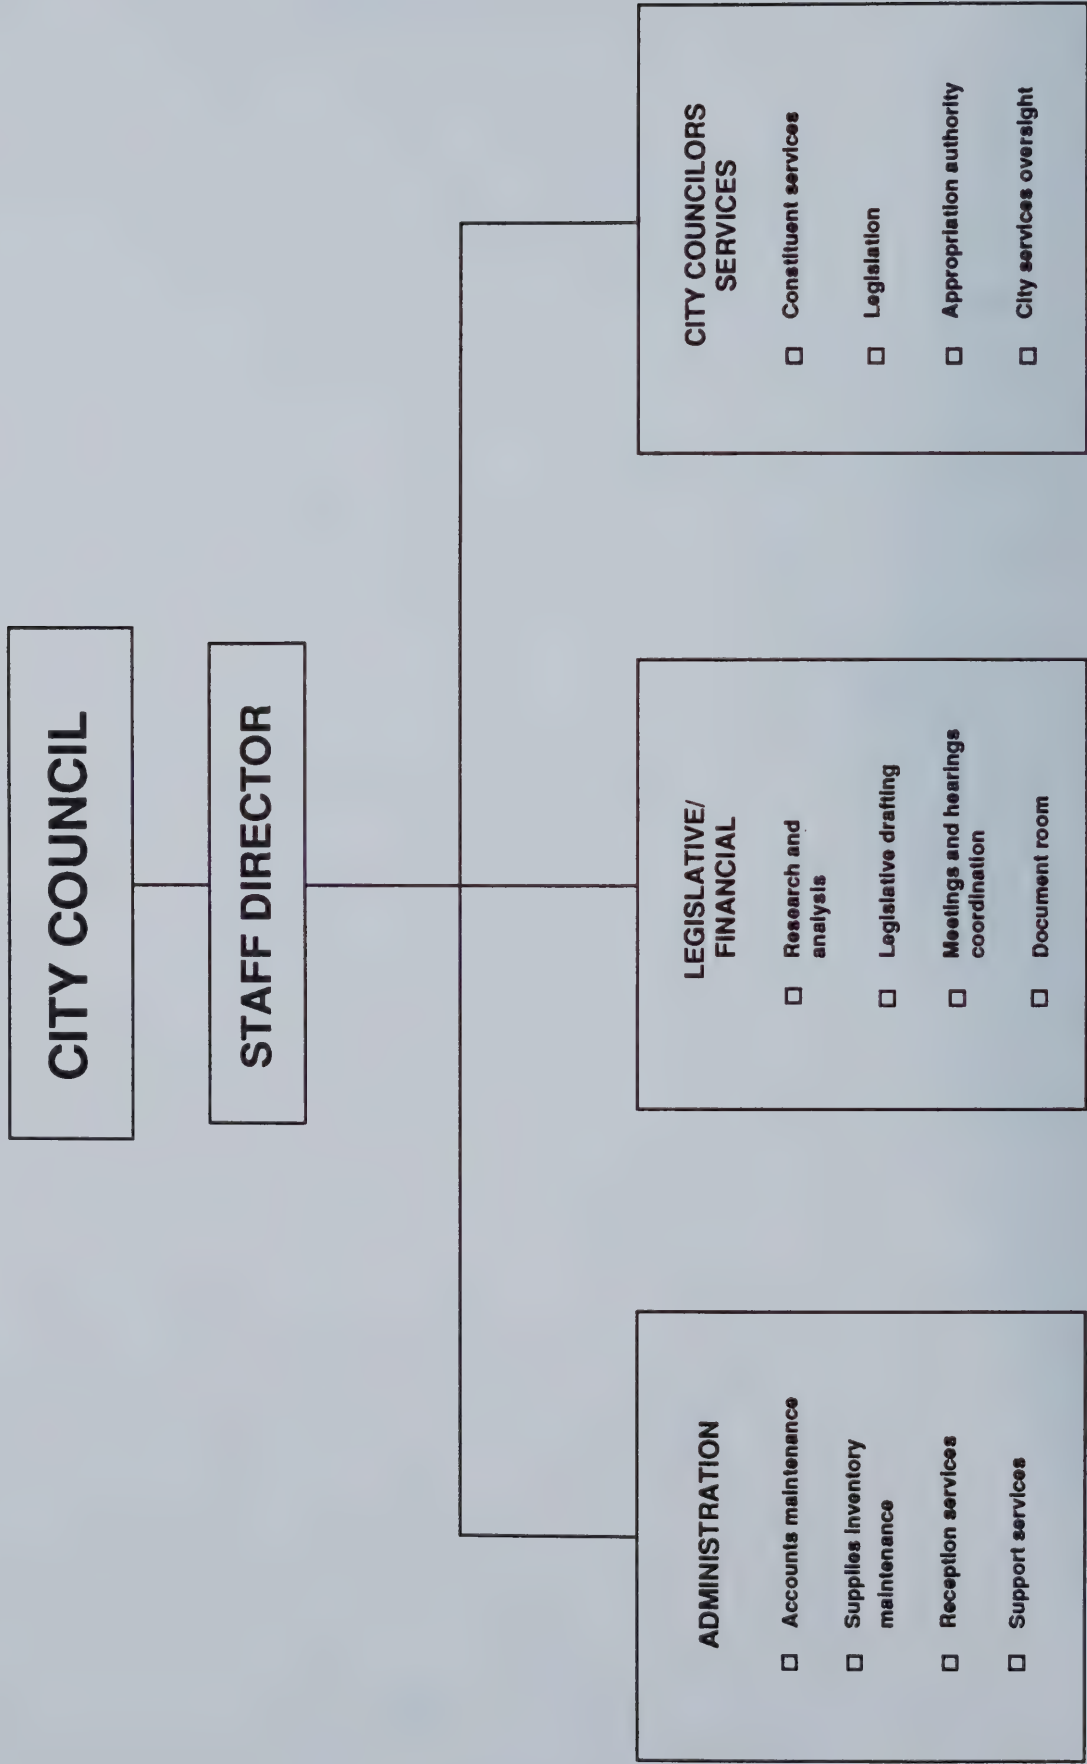 CITY COUNCIL
STAFF DIRECTOR
ADMINISTRATION
☐ Accounts maintenance
☐ Supplies inventory
maintenance
☐ Reception services
☐ Support services
LEGISLATIVE/
FINANCIAL
☐ Research and
analysis
☐ Legislative drafting
☐ Meetings and hearings
coordination
☐ Document room
CITY COUNCILORS
SERVICES
☐ Constituent services
☐ Legislation
☐ Appropriation authority
☐ City services oversight